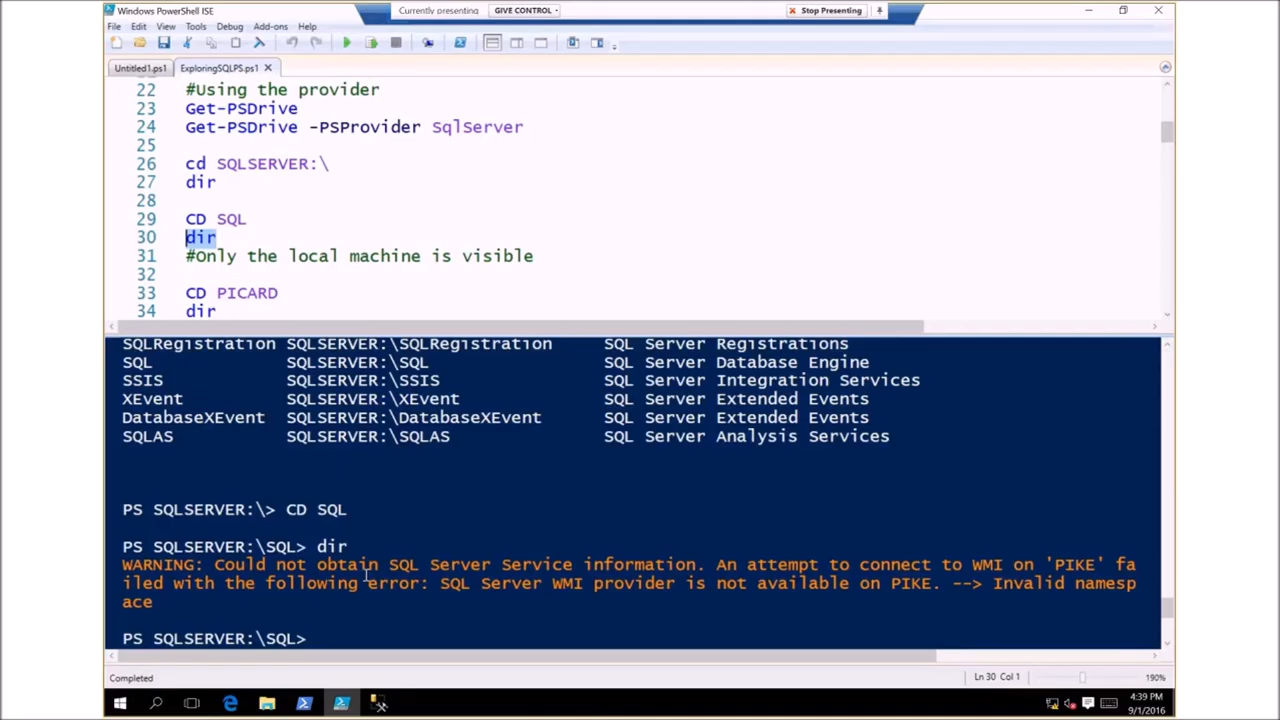 Windows PowerShell ISE
Currently presenting GIVE CONTROL Stop Presenting
File Edit View Tools Debug Add-ons Help
Untitled1.ps1 ExploringSQLPS.ps1
22 #Using the provider
23 Get-PSDrive
24 Get-PSDrive -PSProvider SqlServer
25
26 cd SQLSERVER:\
27 dir
28
29 CD SQL
30 dir
31 #Only the local machine is visible
32
33 CD PICARD
34 dir
SQLRegistration SQLSERVER:\SQLRegistration SQL Server Registrations
SQL SQLSERVER:\SQL SQL Server Database Engine
SSIS SQLSERVER:\SSIS SQL Server Integration Services
XEvent SQLSERVER:\XEvent SQL Server Extended Events
DatabaseXEvent SQLSERVER:\DatabaseXEvent SQL Server Extended Events
SQLAS SQLSERVER:\SQLAS SQL Server Analysis Services
PS SQLSERVER:\> CD SQL
PS SQLSERVER:\SQL> dir
WARNING: Could not obtain SQL Server Service information. An attempt to connect to WMI on 'PIKE' fa
iled with the following error: SQL Server WMI provider is not available on PIKE. --> Invalid namesp
ace
PS SQLSERVER:\SQL>
Completed Ln 30 Col 1 190%
4:39 PM
9/1/2016